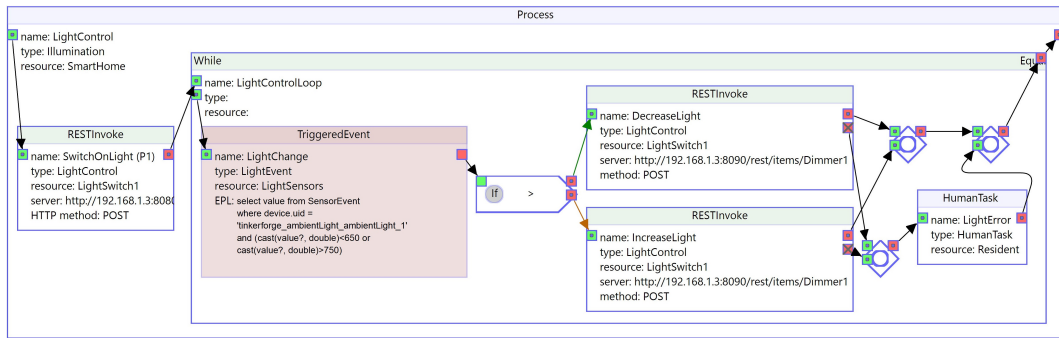 Process
name: LightControl
type: Illumination
resource: SmartHome
While
name: LightControlLoop
type:
resource:
RESTInvoke
name: SwitchOnLight (P1)
type: LightControl
resource: LightSwitch1
server: http://192.168.1.3:8080
HTTP method: POST
TriggeredEvent
name: LightChange
type: LightEvent
resource: LightSensors
EPL: select value from SensorEvent
where device.uid =
'tinkerforge_ambientLight_ambientLight_1'
and (cast(value?, double)<650 or
cast(value?, double)>750)
If >
RESTInvoke
name: DecreaseLight
type: LightControl
resource: LightSwitch1
server: http://192.168.1.3:8090/rest/items/Dimmer1
method: POST
RESTInvoke
name: IncreaseLight
type: LightControl
resource: LightSwitch1
server: http://192.168.1.3:8090/rest/items/Dimmer1
method: POST
HumanTask
name: LightError
type: HumanTask
resource: Resident